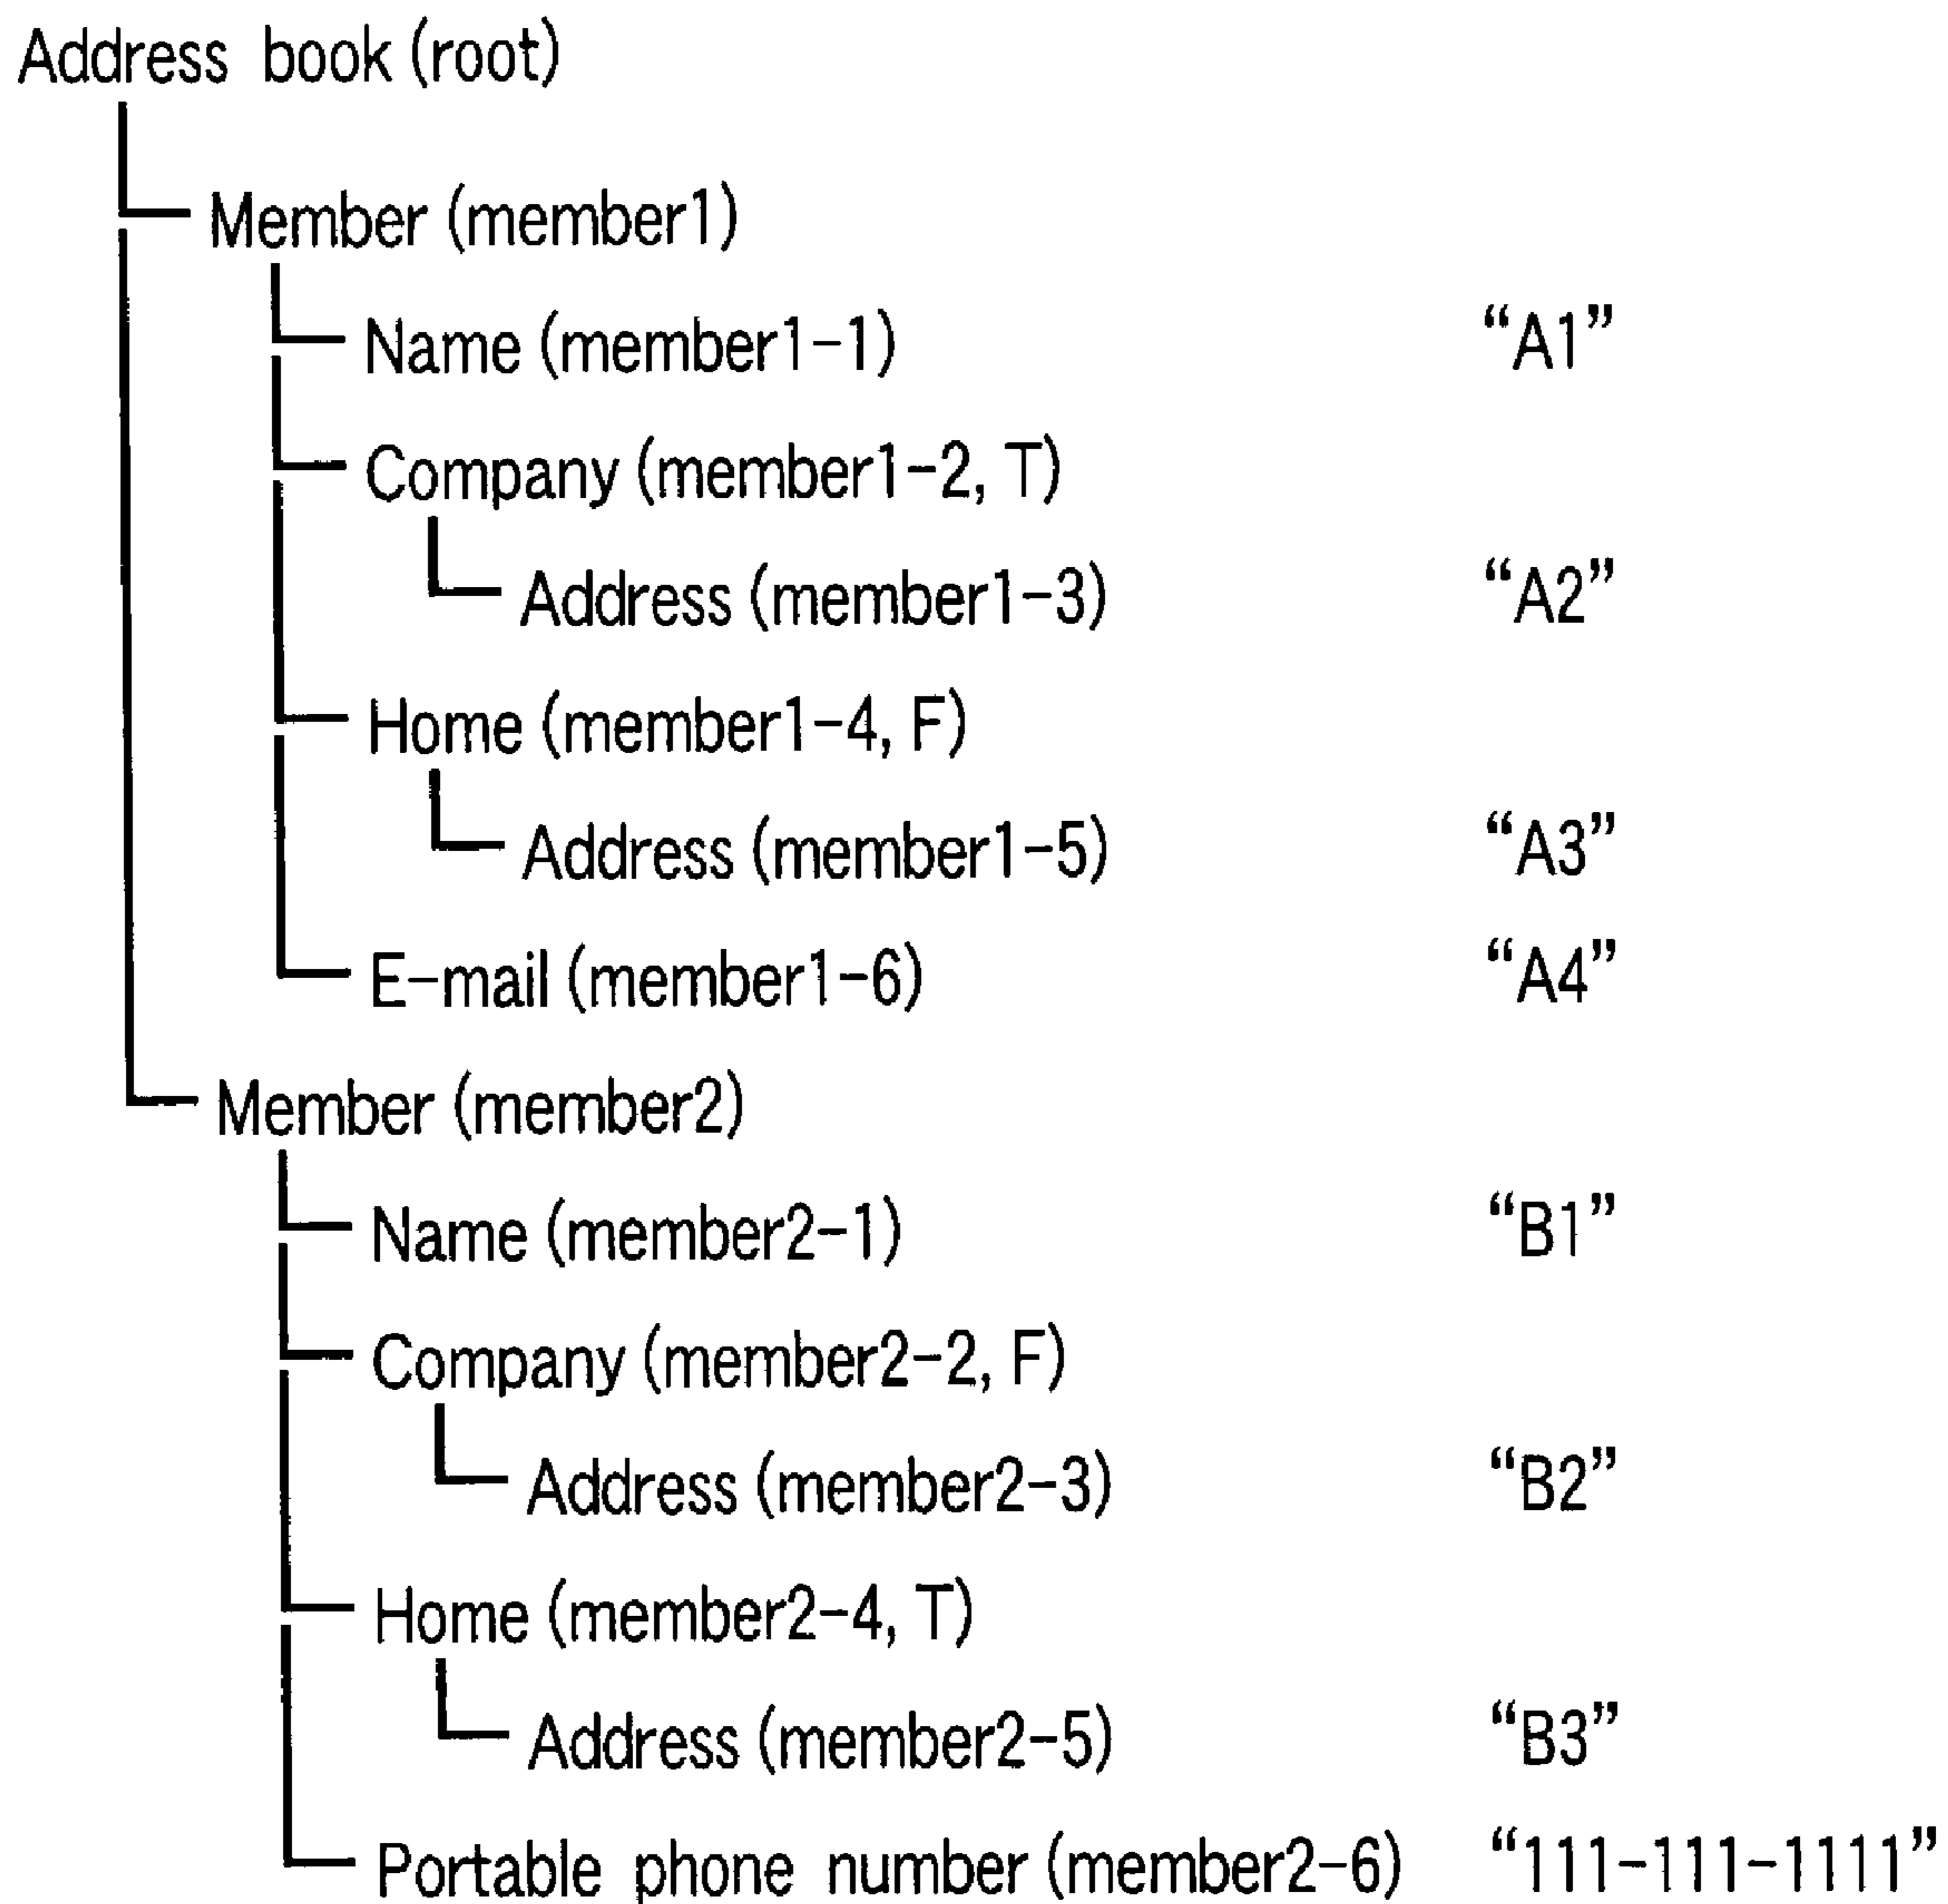 Address book (root)
Member (member1)
Name (member1-1) “A1”
Company (member1-2, T)
Address (member1-3) “A2”
Home (member1-4, F)
Address (member1-5) “A3”
E-mail (member1-6) “A4”
Member (member2)
Name (member2-1) “B1”
Company (member2-2, F)
Address (member2-3) “B2”
Home (member2-4, T)
Address (member2-5) “B3”
Portable phone number (member2-6) “111-111-1111”